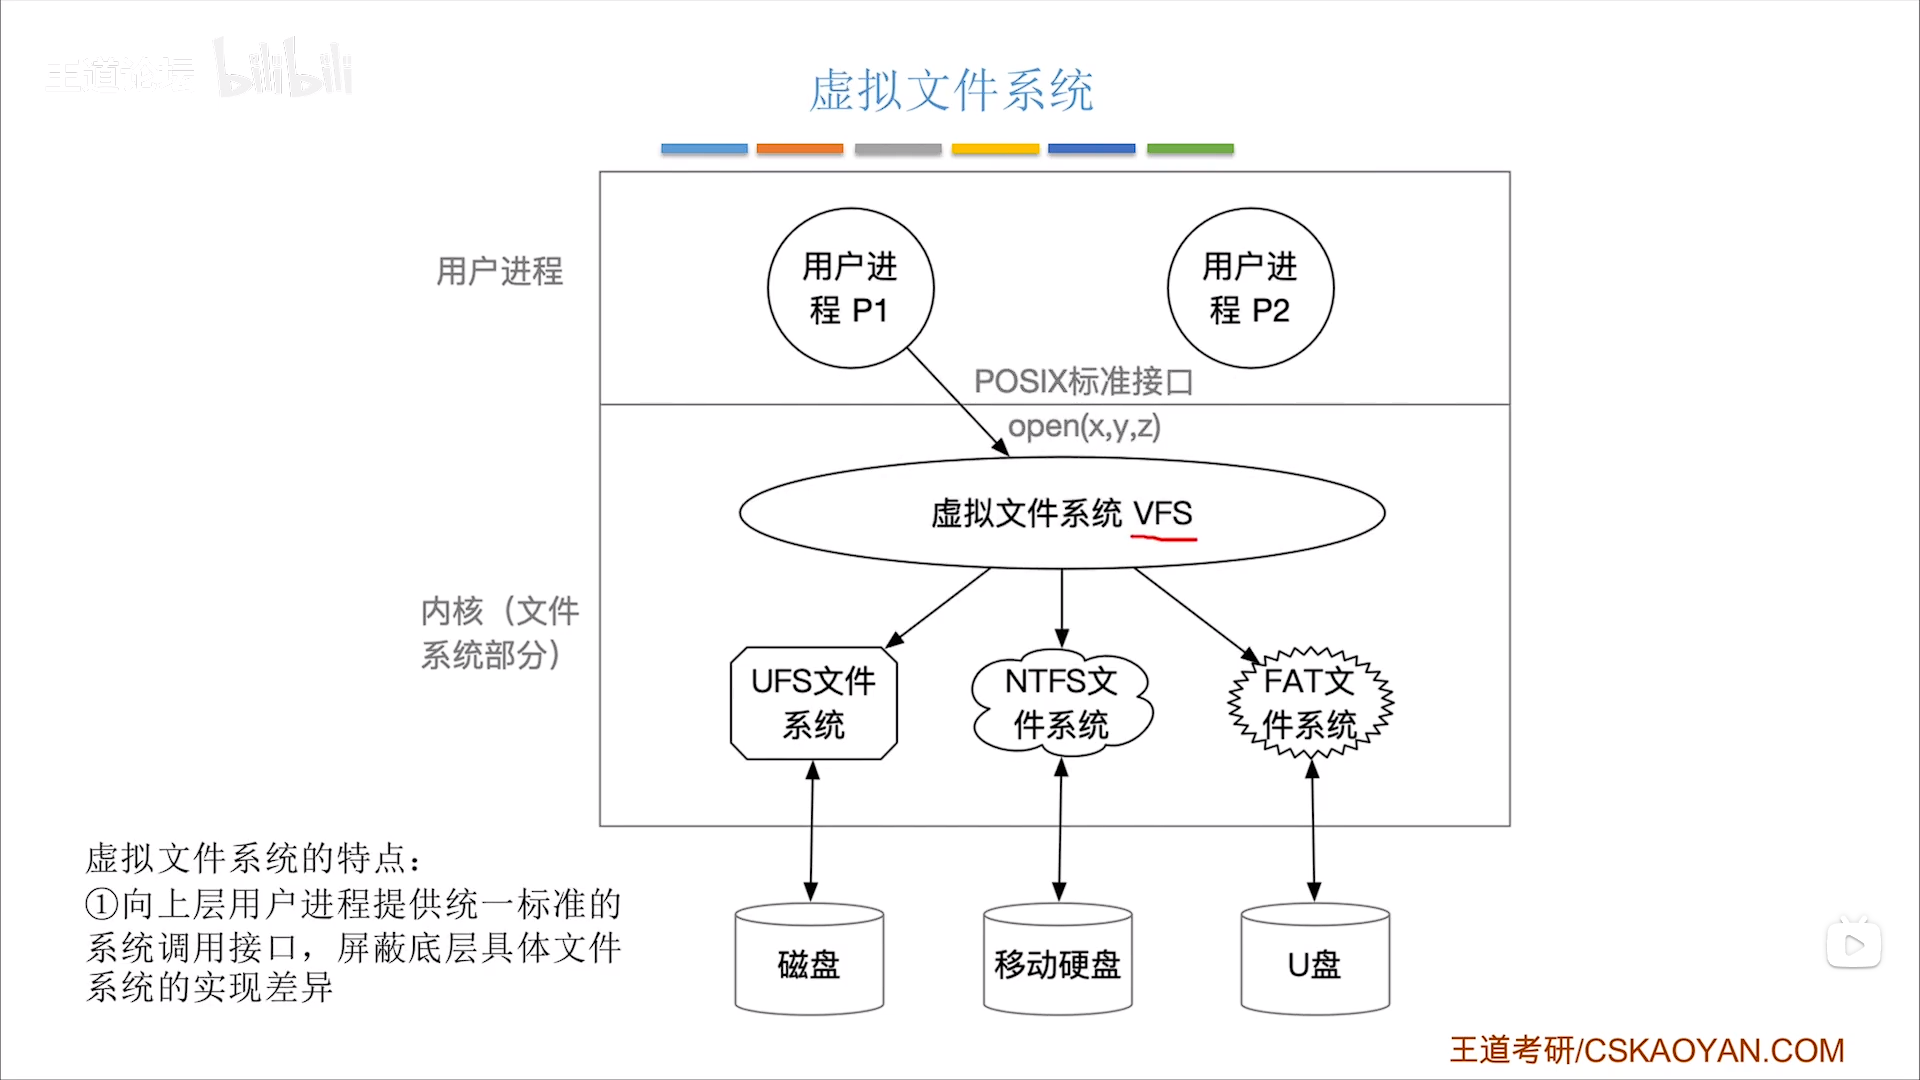 王道论坛 bilibili
虚拟文件系统
用户进程
用户进
程 P1
用户进
程 P2
POSIX标准接口
open(x,y,z)
虚拟文件系统 VFS
内核（文件
系统部分）
UFS文件
系统
NTFS文
件系统
FAT文
件系统
磁盘
移动硬盘
U盘
虚拟文件系统的特点：
①向上层用户进程提供统一标准的
系统调用接口，屏蔽底层具体文件
系统的实现差异
王道考研/CSKAOYAN.COM